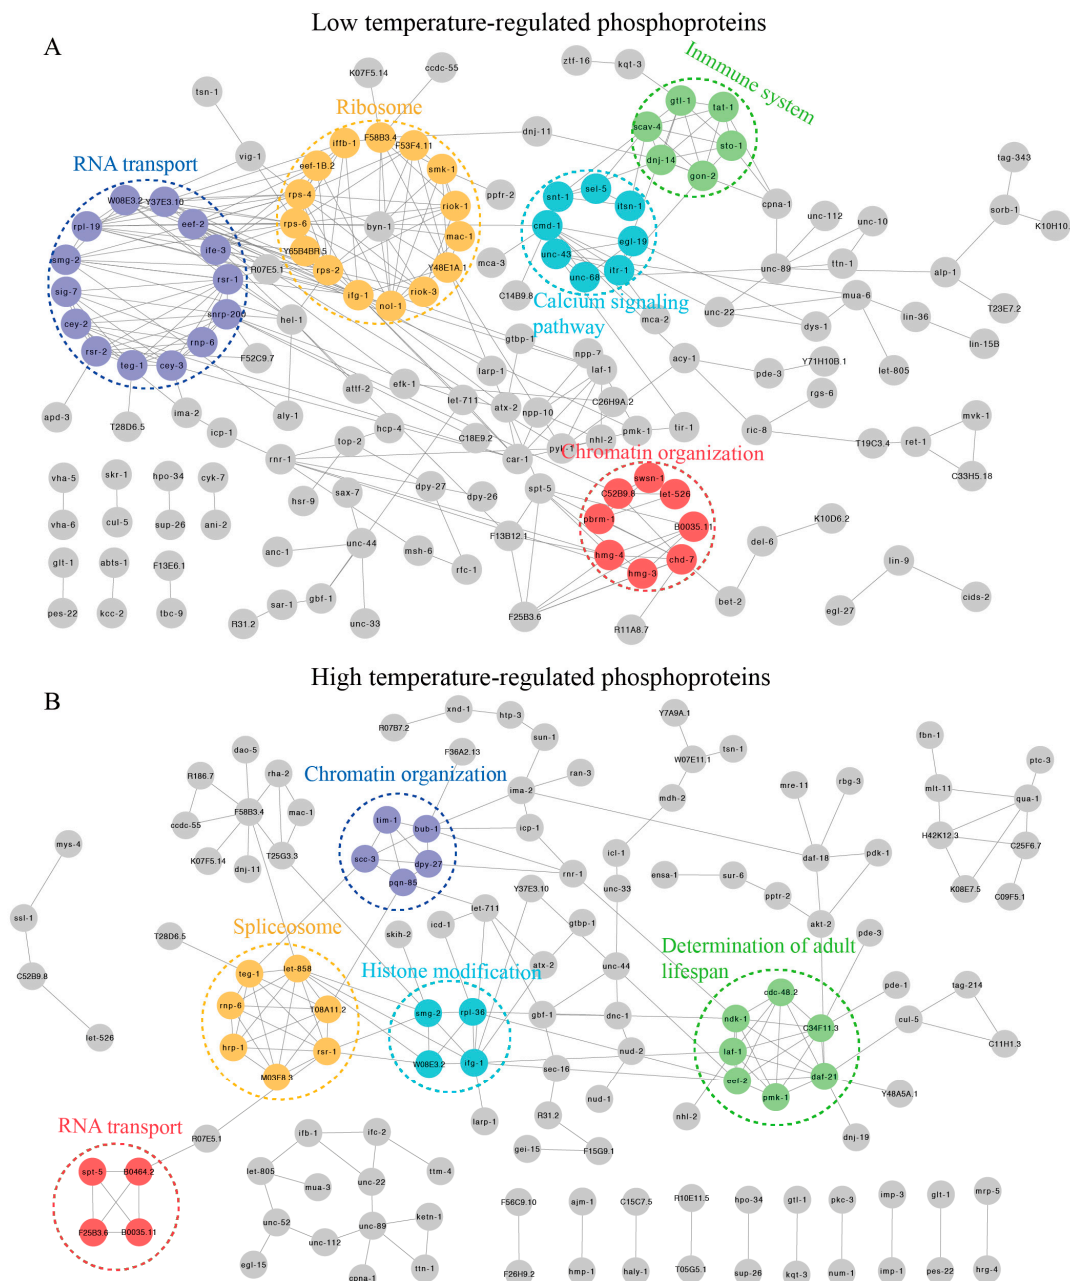 Low temperature-regulated phosphoproteins
A
ztf-16
kqt-3
Inmmune system
ccdc-55
K07F5.14
tsn-1
gtl-1
tat-1
Ribosome
scav-4
sto-1
dnj-14
gon-2
dnj-11
F58B3.4
F53F4.11
iffb-1
smk-1
eef-1B.2
vig-1
RNA transport
tag-343
W08E3.2
Y37E3.10
rps-4
riok-1
ppfr-2
snt-1
sel-5
itsn-1
cpna-1
sorb-1
K10H10.
rpl-19
eef-2
rps-6
byn-1
mac-1
cmd-1
egl-19
unc-112
unc-10
smg-2
ife-3
Y65B4BR.5
rps-2
Y48E1A.1
mca-3
unc-43
unc-68
itr-1
unc-89
ttn-1
alp-1
R07E5.1
rsr-1
sig-7
ifg-1
nol-1
riok-3
C14B9.8
Calcium signaling
pathway
mua-6
T23E7.2
cey-2
snrp-200
hel-1
mca-2
unc-22
dys-1
lin-36
lin-15B
rsr-2
rnp-6
teg-1
cey-3
F52C9.7
gtbp-1
npp-7
laf-1
acy-1
pde-3
Y71H10B.1
let-805
larp-1
attf-2
efk-1
let-711
atx-2
npp-10
C26H9A.2
rgs-6
apd-3
T28D6.5
ima-2
icp-1
aly-1
hcp-4
C18E9.2
pyk-1
nhl-2
pmk-1
tir-1
ric-8
T19C3.4
ret-1
mvk-1
C33H5.18
top-2
rnr-1
car-1
Chromatin organization
vha-5
skr-1
hpo-34
cyk-7
hsr-9
sax-7
dpy-27
dpy-26
spt-5
swsn-1
C52B9.8
let-526
pbrm-1
B0035.11
vha-6
cul-5
sup-26
ani-2
anc-1
unc-44
msh-6
F13B12.1
hmg-4
hmg-3
chd-7
K10D6.2
del-6
glt-1
abts-1
F13E6.1
rfc-1
lin-9
pes-22
kcc-2
tbc-9
R31.2
sar-1
gbf-1
unc-33
F25B3.6
R11A8.7
bet-2
egl-27
cids-2
High temperature-regulated phosphoproteins
B
R07B7.2
xnd-1
htp-3
sun-1
Y7A9A.1
W07E11.1
tsn-1
fbn-1
ptc-3
dao-5
F36A2.13
R186.7
rha-2
Chromatin organization
ran-3
ima-2
mdh-2
mre-11
rbg-3
mlt-11
qua-1
F58B3.4
mac-1
ccdc-55
tim-1
bub-1
icp-1
H42K12.3
C25F6.7
mys-4
K07F5.14
dnj-11
T25G3.3
scc-3
dpy-27
pqn-85
rnr-1
icl-1
unc-33
daf-18
pdk-1
K08E7.5
C09F5.1
ensa-1
sur-6
pptr-2
akt-2
ssl-1
Y37E3.10
let-711
icd-1
gtbp-1
Spliceosome
T28D6.5
skih-2
pde-3
Determination of adult
lifespan
C52B9.8
teg-1
let-858
Histone modification
atx-2
unc-44
cdc-48.2
pde-1
tag-214
rnp-6
T08A11.2
smg-2
rpl-36
gbf-1
dnc-1
ndk-1
C34F11.3
cul-5
let-526
hrp-1
rsr-1
W08E3.2
ifg-1
nud-2
laf-1
C11H1.3
M03F8.3
sec-16
eef-2
daf-21
pmk-1
Y48A5A.1
nud-1
RNA transport
R07E5.1
larp-1
R31.2
nhl-2
dnj-19
ifb-1
ifc-2
gei-15
F15G9.1
spt-5
B0464.2
let-805
mua-3
unc-22
ttm-4
F56C9.10
ajm-1
C15C7.5
R10E11.5
hpo-34
gtl-1
pkc-3
imp-3
glt-1
mrp-5
F25B3.6
B0035.11
unc-52
unc-112
unc-89
ketn-1
egl-15
cpna-1
ttn-1
F26H9.2
hmp-1
haly-1
T05G5.1
sup-26
kqt-3
num-1
imp-1
pes-22
hrg-4